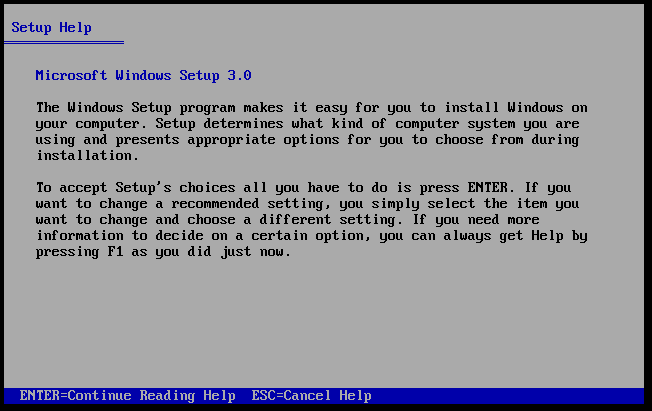 Setup Help
Microsoft Windows Setup 3.0
The Windows Setup program makes it easy for you to install Windows on
your computer. Setup determines what kind of computer system you are
using and presents appropriate options for you to choose from during
installation.
To accept Setup's choices all you have to do is press ENTER. If you
want to change a recommended setting, you simply select the item you
want to change and choose a different setting. If you need more
information to decide on a certain option, you can always get Help by
pressing F1 as you did just now.
ENTER=Continue Reading Help  ESC=Cancel Help